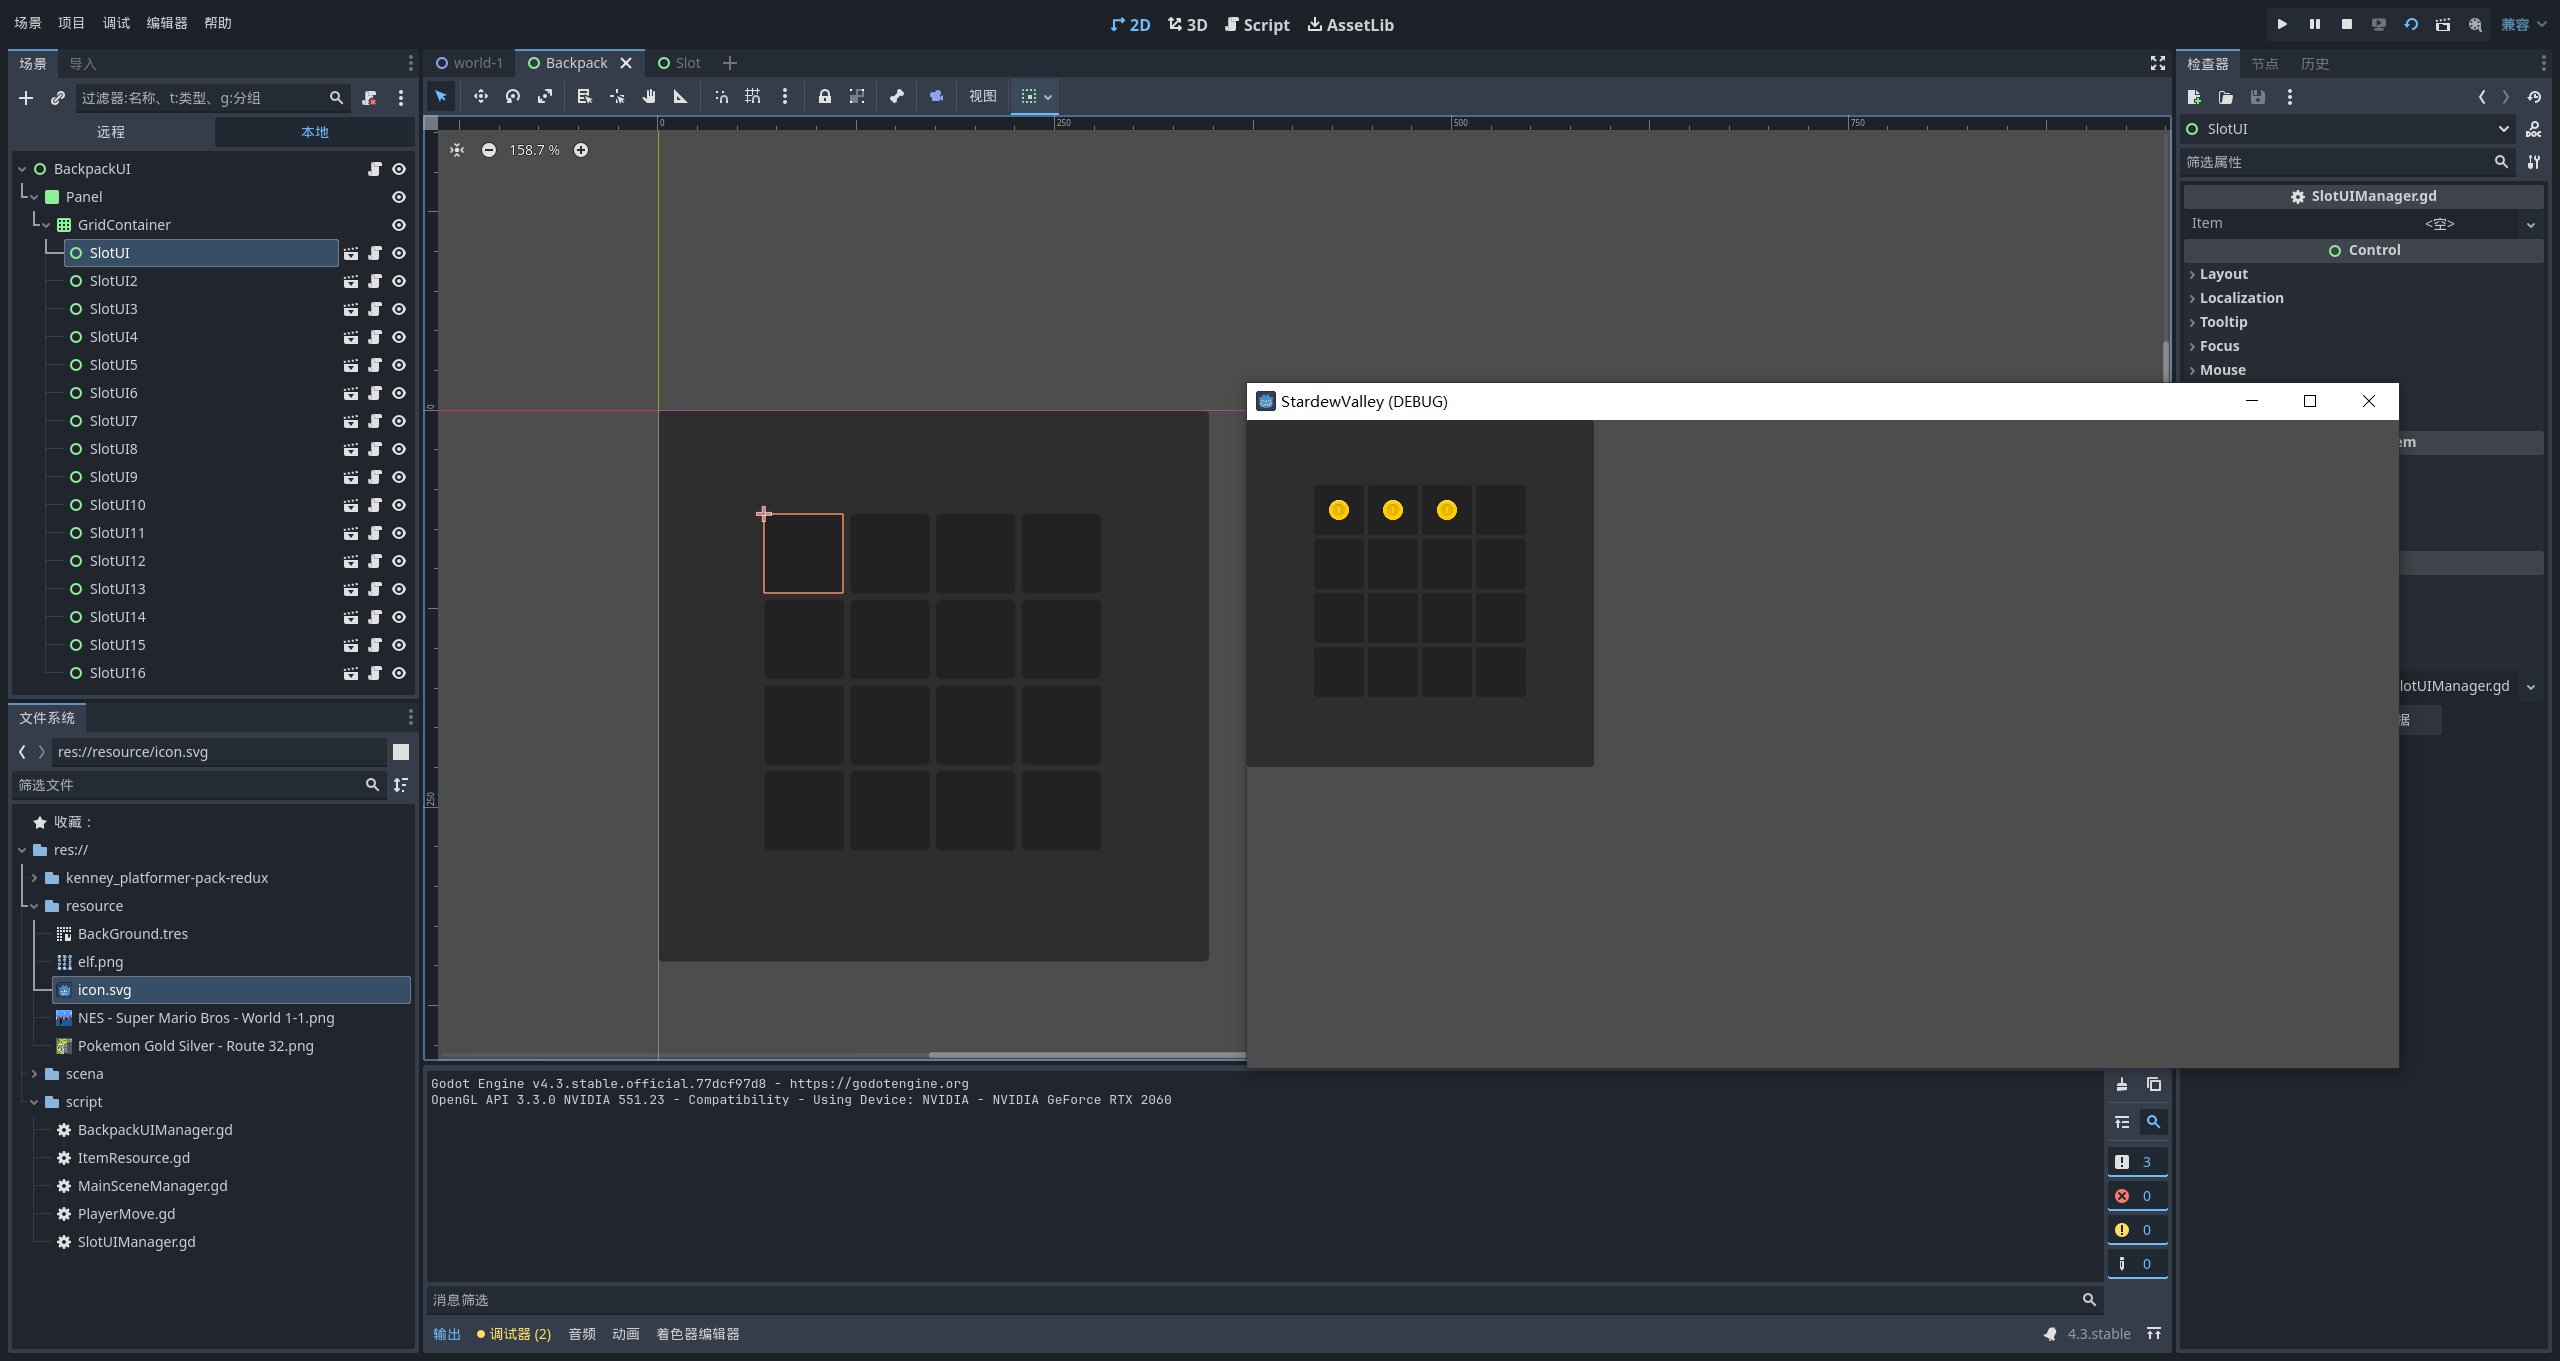 场景 项目 调试 编辑器 帮助
2D 3D Script AssetLib
兼容
场景 导入
过滤器:名称、t:类型、g:分组
远程 本地
BackpackUI
Panel
GridContainer
SlotUI
SlotUI2
SlotUI3
SlotUI4
SlotUI5
SlotUI6
SlotUI7
SlotUI8
SlotUI9
SlotUI10
SlotUI11
SlotUI12
SlotUI13
SlotUI14
SlotUI15
SlotUI16
文件系统
res://resource/icon.svg
筛选文件
收藏：
res://
kenney_platformer-pack-redux
resource
BackGround.tres
elf.png
icon.svg
NES - Super Mario Bros - World 1-1.png
Pokemon Gold Silver - Route 32.png
scena
script
BackpackUIManager.gd
ItemResource.gd
MainSceneManager.gd
PlayerMove.gd
SlotUIManager.gd
world-1 Backpack Slot
视图
0 250 500 750
158.7 %
0
250
StardewValley (DEBUG)
Godot Engine v4.3.stable.official.77dcf97d8 - https://godotengine.org
OpenGL API 3.3.0 NVIDIA 551.23 - Compatibility - Using Device: NVIDIA - NVIDIA GeForce RTX 2060
3
0
0
0
消息筛选
输出 调试器 (2) 音频 动画 着色器编辑器
4.3.stable
检查器 节点 历史
SlotUI
DOC
筛选属性
SlotUIManager.gd
Item <空>
Control
Layout
Localization
Tooltip
Focus
Mouse
em
lotUIManager.gd
据